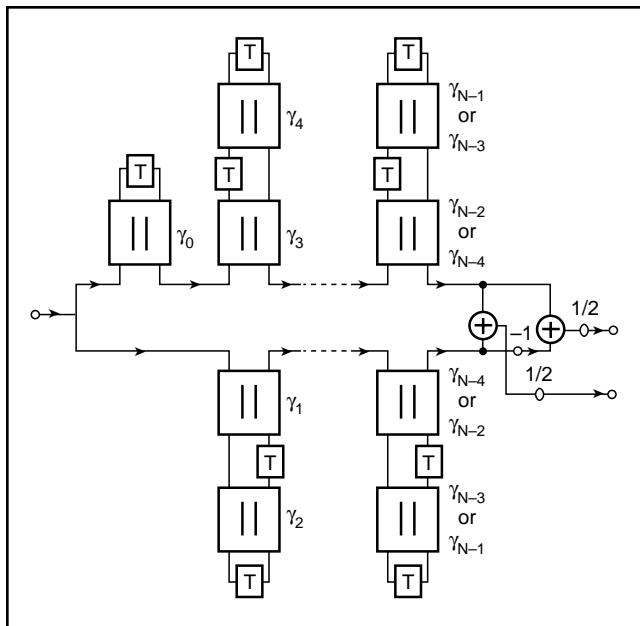 T T
γ4 γN–1
or
γN–3
T T T
γ0 γ3 γN–2
or
γN–4
1/2
+ –1 +
1/2
γ1 γN–4
or
γN–2
T T
γ2 γN–3
or
γN–1
T T